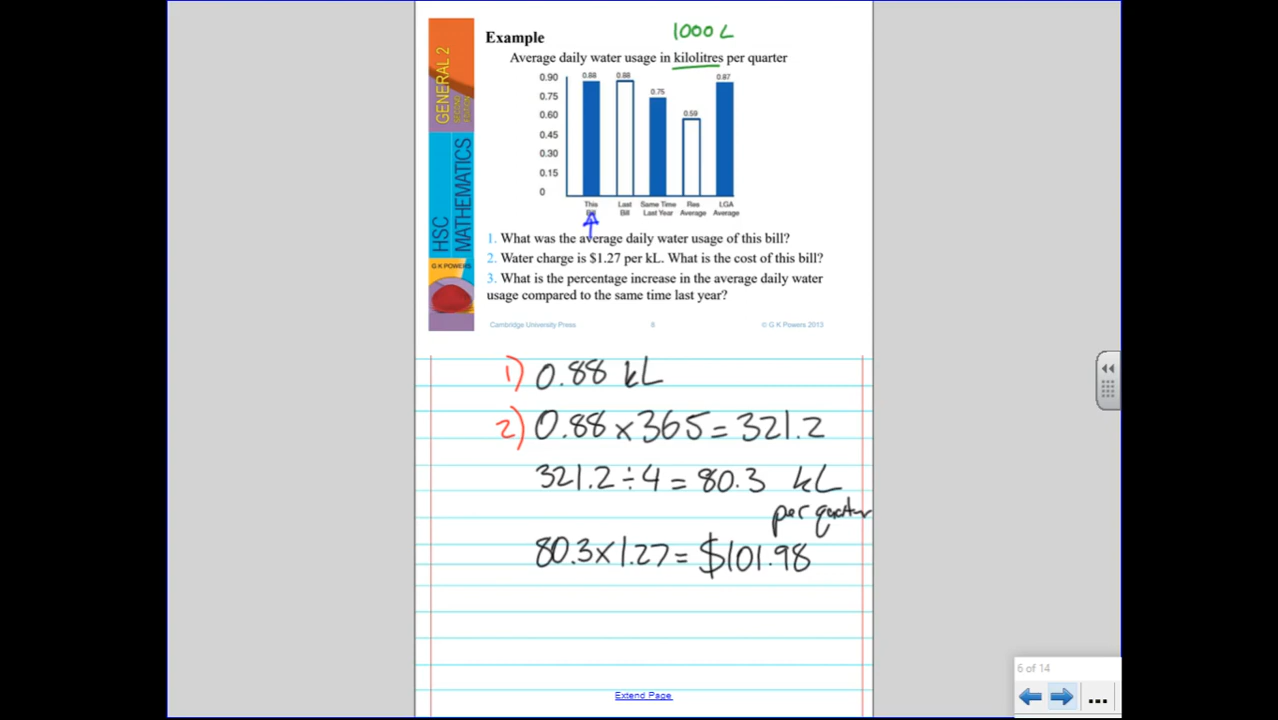 1000 L
Example
Average daily water usage in kilolitres per quarter
GENERAL 2
SECOND EDITION
HSC
MATHEMATICS
G K POWERS
0.90
0.75
0.60
0.45
0.30
0.15
0
0.88
0.88
0.75
0.59
0.87
This Bill
Last Bill
Same Time Last Year
Res Average
LGA Average
1. What was the average daily water usage of this bill?
2. Water charge is $1.27 per kL. What is the cost of this bill?
3. What is the percentage increase in the average daily water
usage compared to the same time last year?
Cambridge University Press 8 © G K Powers 2013
1) 0.88 kL
2) 0.88 × 365 = 321.2
321.2 ÷ 4 = 80.3 kL
per quarter
80.3 × 1.27 = $101.98
Extend Page
6 of 14
...